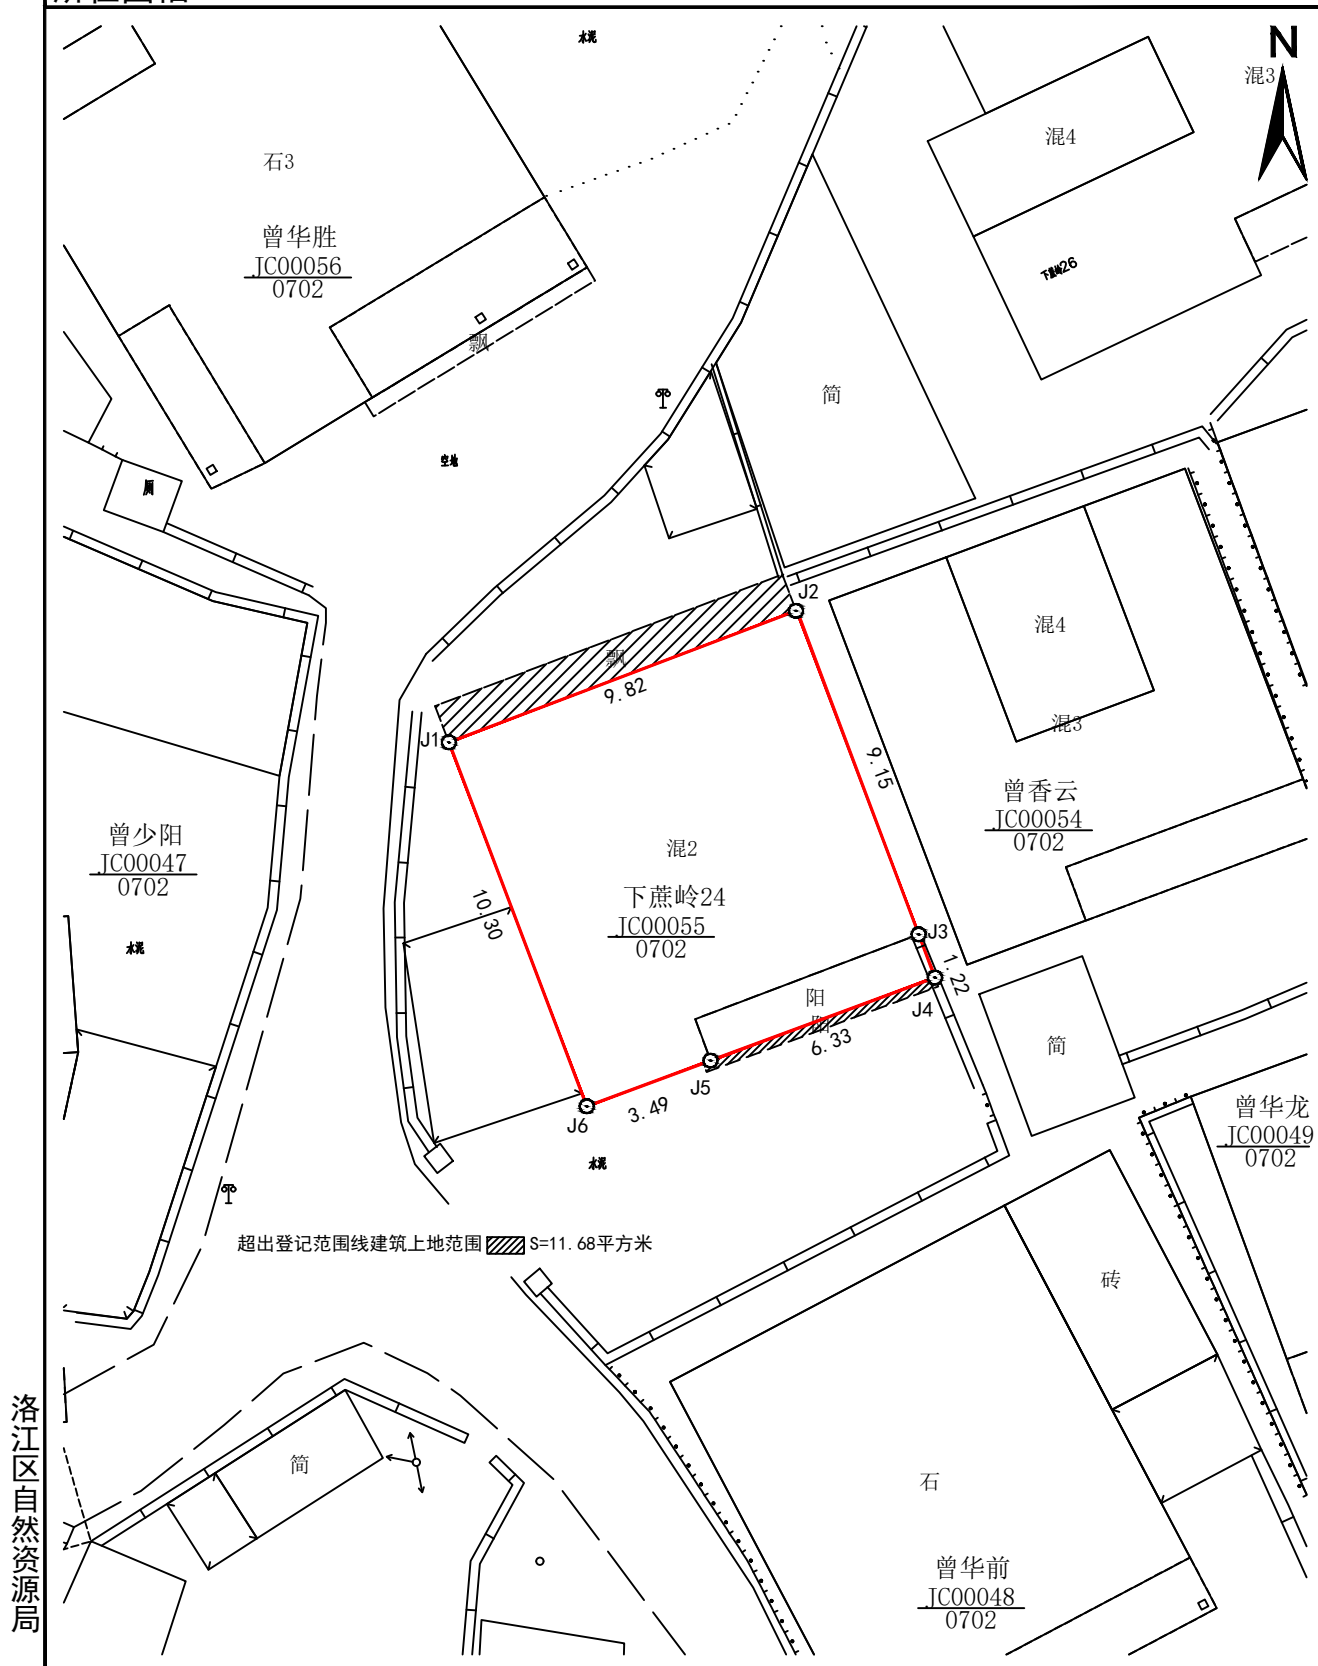 水泥
N
混3
混4
石3
曾华胜
JC00056
0702
下蔗岭26
飘
简
空地
厕
J2
混4
飘
9.82
J1
混3
9.15
曾香云
JC00054
0702
曾少阳
JC00047
0702
混2
下蔗岭24
JC00055
0702
10.30
J3
水泥
1.22
阳
阳
J4
6.33
简
J5
3.49
J6
曾华龙
JC00049
0702
水泥
超出登记范围线建筑上地范围 S=11.68平方米
砖
洛江区自然资源局
简
石
曾华前
JC00048
0702